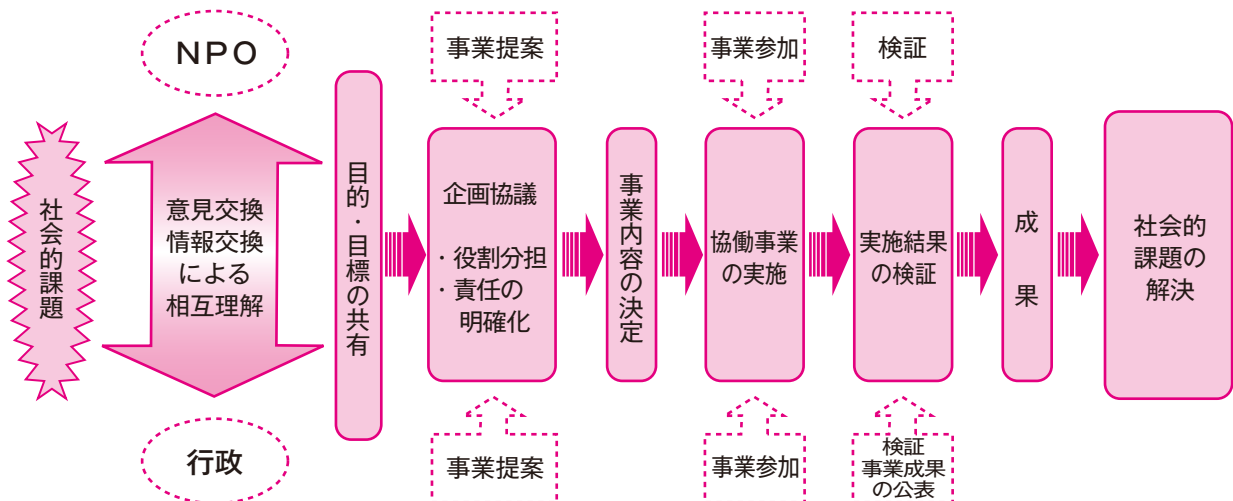 NPO
社会的課題
意見交換
情報交換
による
相互理解
行政
目的・目標の共有
事業提案
企画協議
・役割分担
・責任の
明確化
事業提案
事業内容の決定
事業参加
協働事業
の実施
事業参加
検証
実施結果
の検証
検証
事業成果
の公表
成果
社会的
課題の
解決